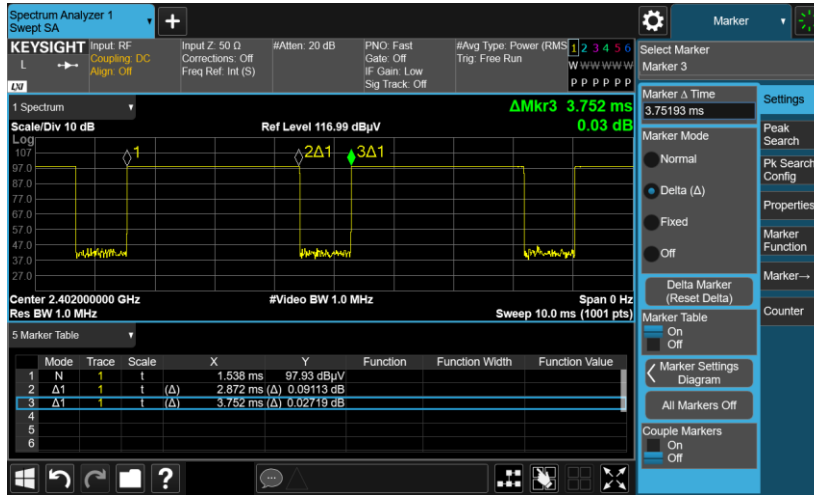 Spectrum Analyzer 1
Swept SA
+
Marker
KEYSIGHT
L
LXI
Input: RF
Coupling: DC
Align: Off
Input Z: 50 Ω
Corrections: Off
Freq Ref: Int (S)
#Atten: 20 dB
PNO: Fast
Gate: Off
IF Gain: Low
Sig Track: Off
#Avg Type: Power (RMS
Trig: Free Run
1 2 3 4 5 6
W W W W W W
P P P P P P
Select Marker
Marker 3
1 Spectrum
ΔMkr3 3.752 ms
0.03 dB
Scale/Div 10 dB
Ref Level 116.99 dBµV
Log
107
97.0
87.0
77.0
67.0
57.0
47.0
37.0
27.0
1
2Δ1
3Δ1
Center 2.402000000 GHz
#Video BW 1.0 MHz
Span 0 Hz
Res BW 1.0 MHz
Sweep 10.0 ms (1001 pts)
5 Marker Table
Mode Trace Scale X Y Function Function Width Function Value
1 N 1 t 1.538 ms 97.93 dBµV
2 Δ1 1 t (Δ) 2.872 ms (Δ) 0.09113 dB
3 Δ1 1 t (Δ) 3.752 ms (Δ) 0.02719 dB
4
5
6
?
Marker Δ Time
3.75193 ms
Marker Mode
Normal
Delta (Δ)
Fixed
Off
Delta Marker
(Reset Delta)
Marker Table
On
Off
Marker Settings
Diagram
All Markers Off
Couple Markers
On
Off
Settings
Peak
Search
Pk Search
Config
Properties
Marker
Function
Marker→
Counter